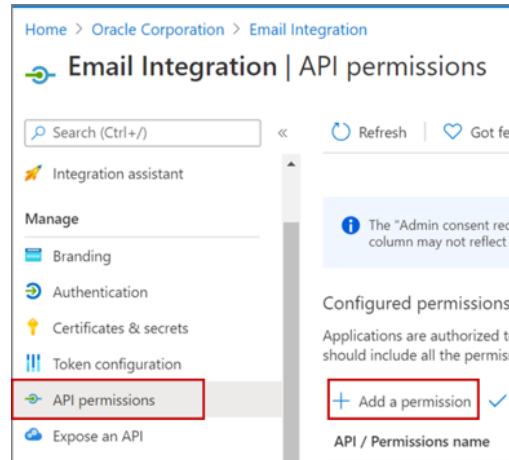 Home > Oracle Corporation > Email Integration
Email Integration | API permissions
Search (Ctrl+/)
«
Refresh
Got fe
Integration assistant
Manage
Branding
Authentication
Certificates & secrets
Token configuration
API permissions
Expose an API
The "Admin consent rec
column may not reflect
Configured permissions
Applications are authorized t
should include all the permis
+ Add a permission
API / Permissions name